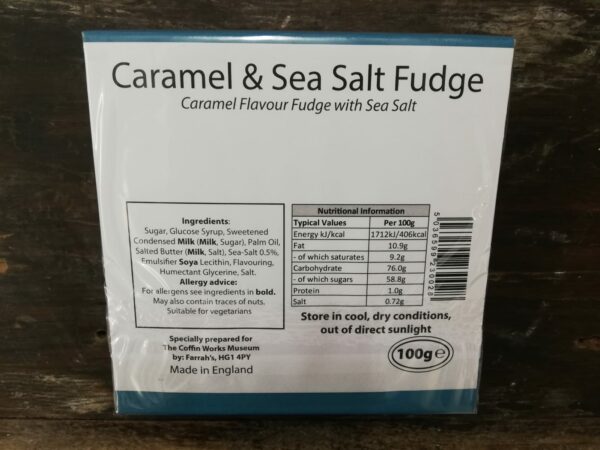 Caramel & Sea Salt Fudge
Caramel Flavour Fudge with Sea Salt
Ingredients:
Sugar, Glucose Syrup, Sweetened
Condensed Milk (Milk, Sugar), Palm Oil,
Salted Butter (Milk, Salt), Sea-Salt 0.5%,
Emulsifier Soya Lecithin, Flavouring,
Humectant Glycerine, Salt.
Allergy advice:
For allergens see ingredients in bold.
May also contain traces of nuts.
Suitable for vegetarians
Nutritional Information
Typical Values Per 100g
Energy kJ/kcal 1712kJ/406kcal
Fat 10.9g
- of which saturates 9.2g
Carbohydrate 76.0g
- of which sugars 58.8g
Protein 1.0g
Salt 0.72g
5 036599 230028
Store in cool, dry conditions,
out of direct sunlight
Specially prepared for
The Coffin Works Museum
by: Farrah's, HG1 4PY
Made in England
100g ℮